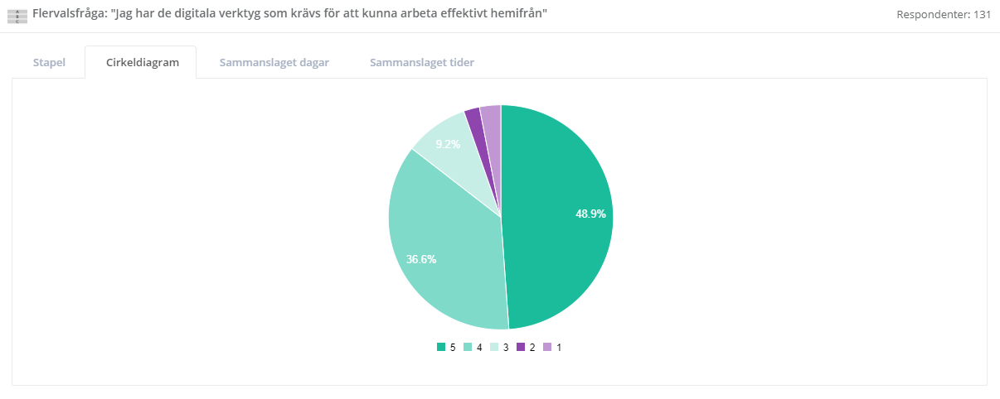 Flervalsfråga: "Jag har de digitala verktyg som krävs för att kunna arbeta effektivt hemifrån"
Respondenter: 131
Stapel
Cirkeldiagram
Sammanslaget dagar
Sammanslaget tider
9.2%
48.9%
36.6%
5 4 3 2 1